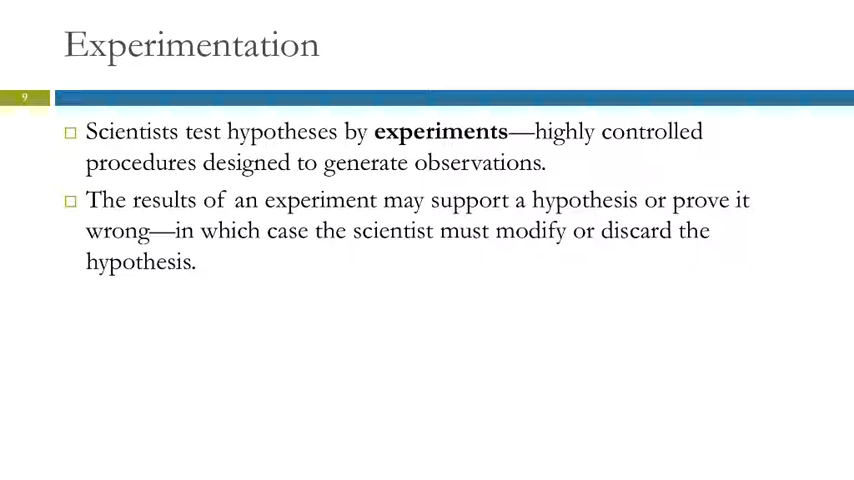 Experimentation
9
Scientists test hypotheses by experiments—highly controlled
procedures designed to generate observations.
The results of an experiment may support a hypothesis or prove it
wrong—in which case the scientist must modify or discard the
hypothesis.